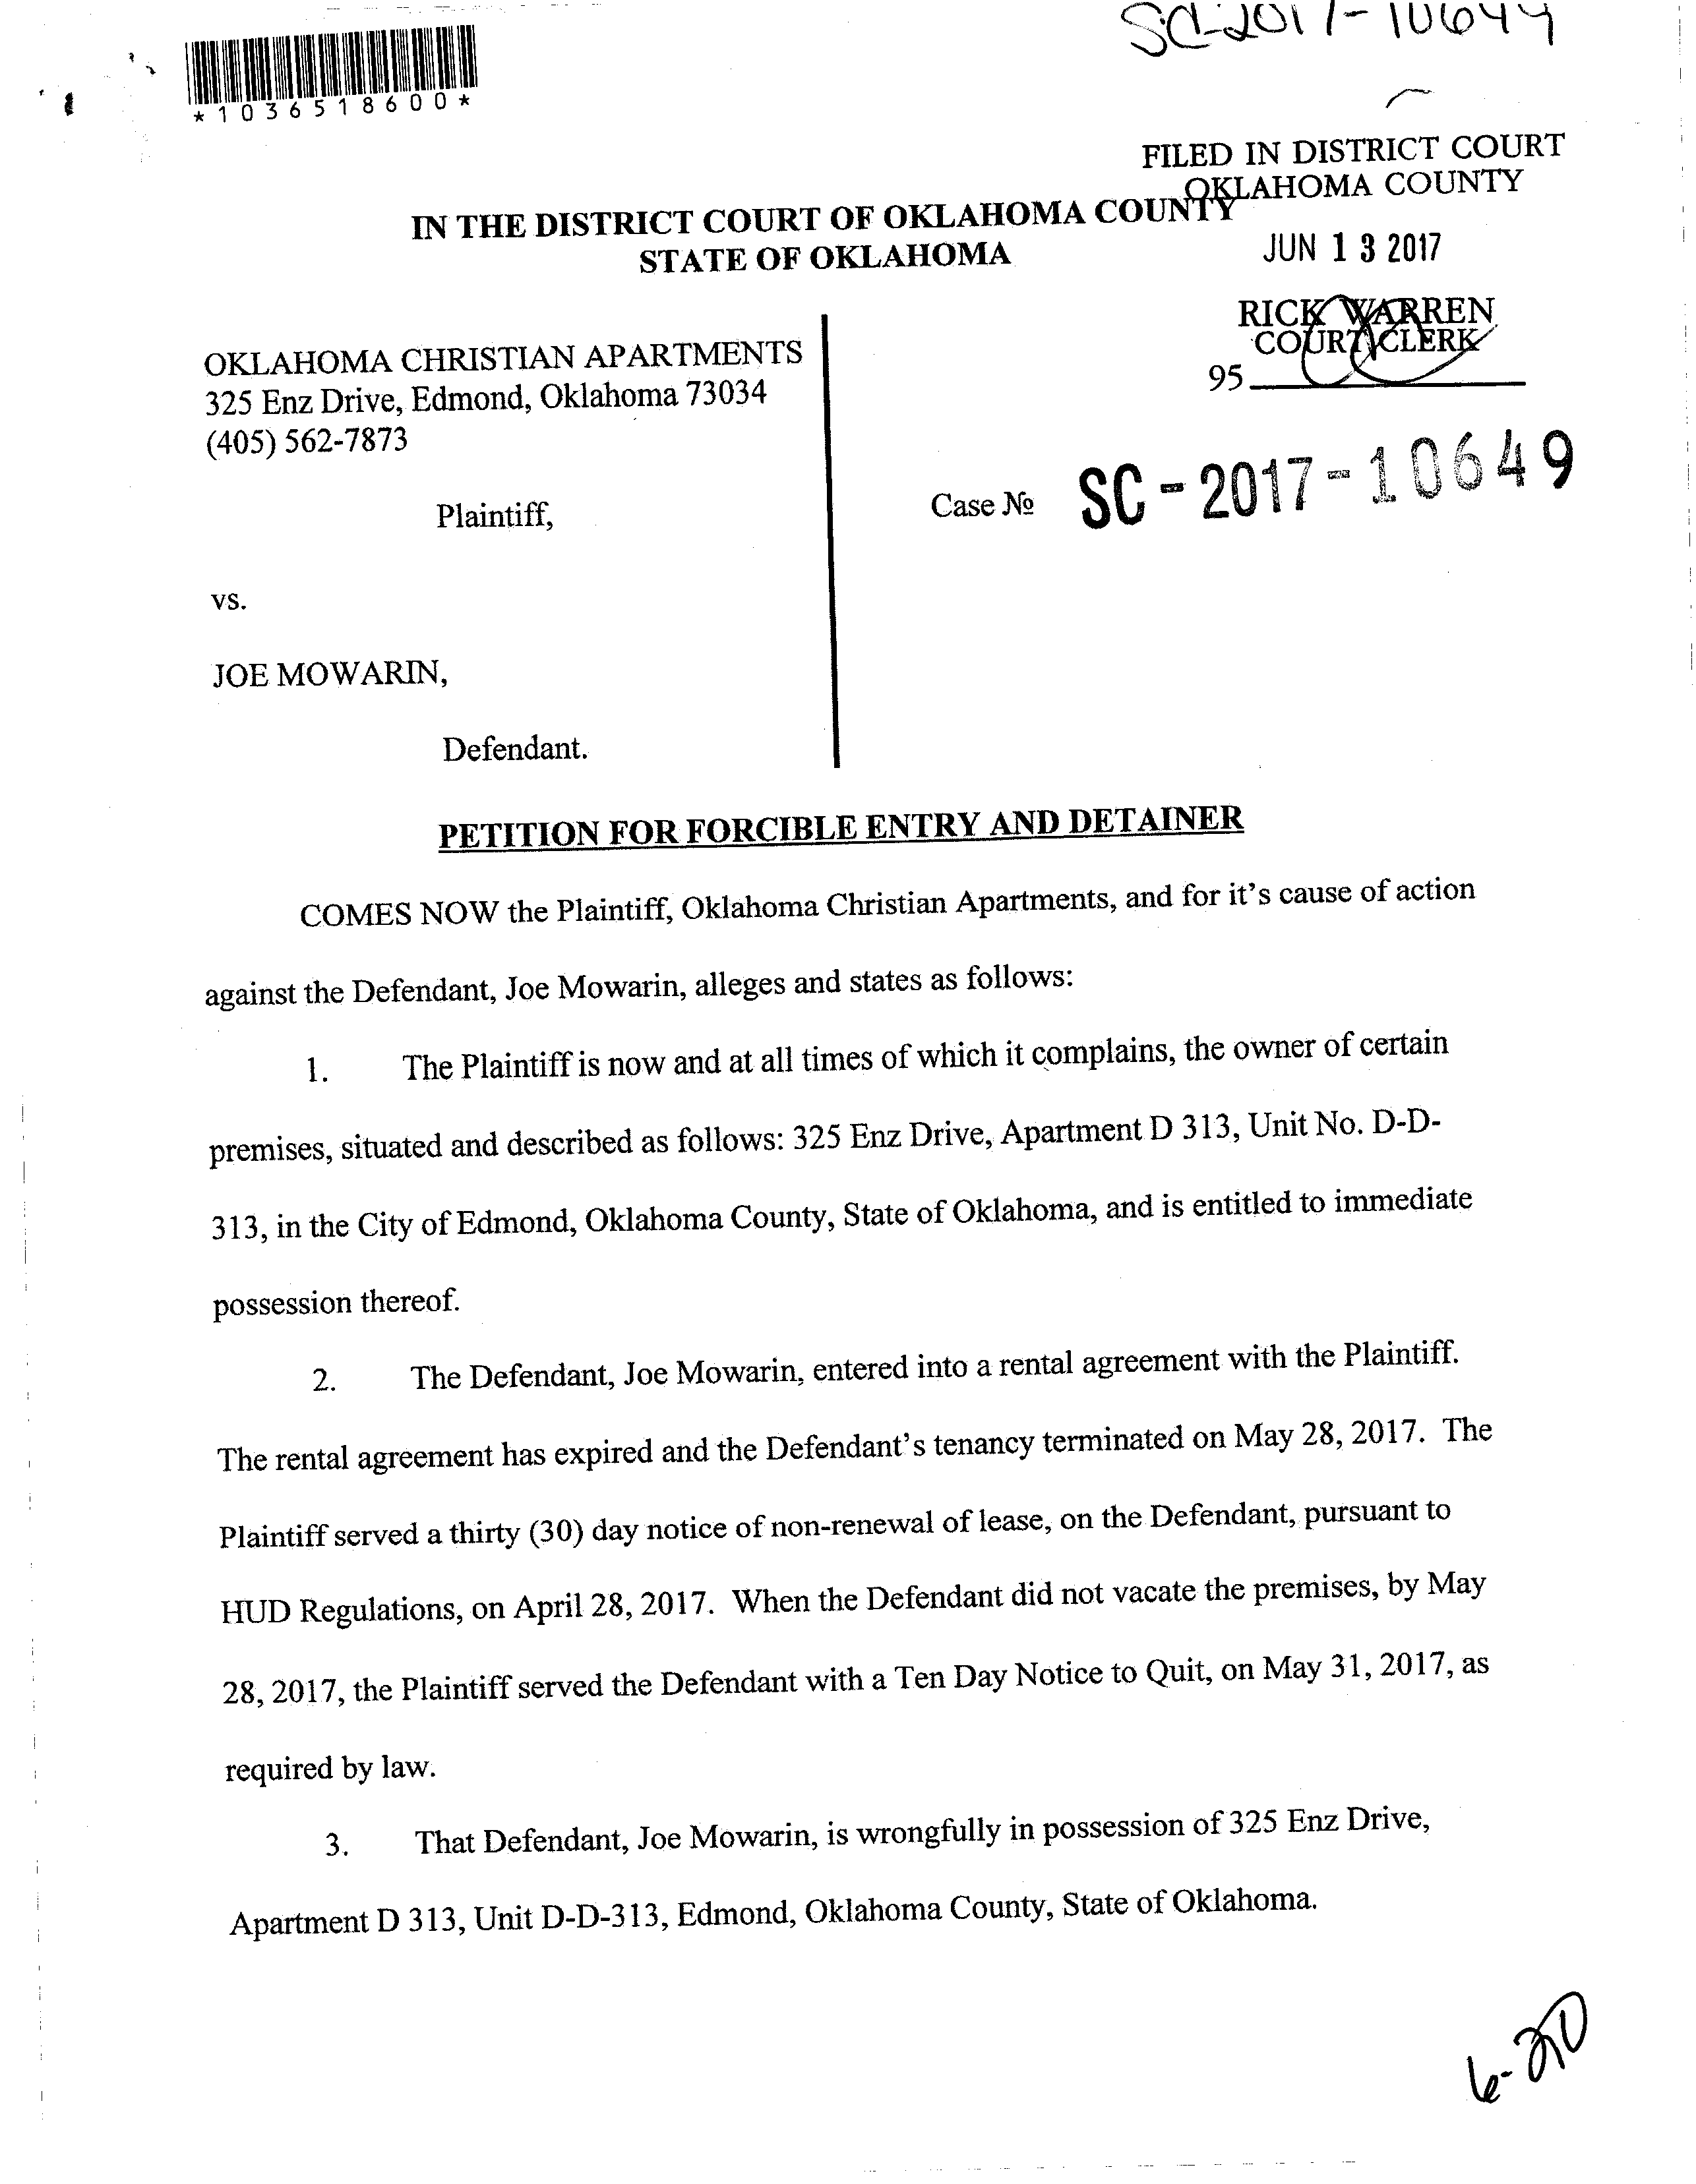 SC-2017-10649
*1036518600*
FILED IN DISTRICT COURT
OKLAHOMA COUNTY
IN THE DISTRICT COURT OF OKLAHOMA COUNTY
STATE OF OKLAHOMA
JUN 13 2017
RICK WARREN
COURT CLERK
95
OKLAHOMA CHRISTIAN APARTMENTS
325 Enz Drive, Edmond, Oklahoma 73034
(405) 562-7873
Plaintiff,
Case № SC-2017-10649
vs.
JOE MOWARIN,
Defendant.
PETITION FOR FORCIBLE ENTRY AND DETAINER
COMES NOW the Plaintiff, Oklahoma Christian Apartments, and for it's cause of action
against the Defendant, Joe Mowarin, alleges and states as follows:
1. The Plaintiff is now and at all times of which it complains, the owner of certain
premises, situated and described as follows: 325 Enz Drive, Apartment D 313, Unit No. D-D-
313, in the City of Edmond, Oklahoma County, State of Oklahoma, and is entitled to immediate
possession thereof.
2. The Defendant, Joe Mowarin, entered into a rental agreement with the Plaintiff.
The rental agreement has expired and the Defendant's tenancy terminated on May 28, 2017. The
Plaintiff served a thirty (30) day notice of non-renewal of lease, on the Defendant, pursuant to
HUD Regulations, on April 28, 2017. When the Defendant did not vacate the premises, by May
28, 2017, the Plaintiff served the Defendant with a Ten Day Notice to Quit, on May 31, 2017, as
required by law.
3. That Defendant, Joe Mowarin, is wrongfully in possession of 325 Enz Drive,
Apartment D 313, Unit D-D-313, Edmond, Oklahoma County, State of Oklahoma.
6-20